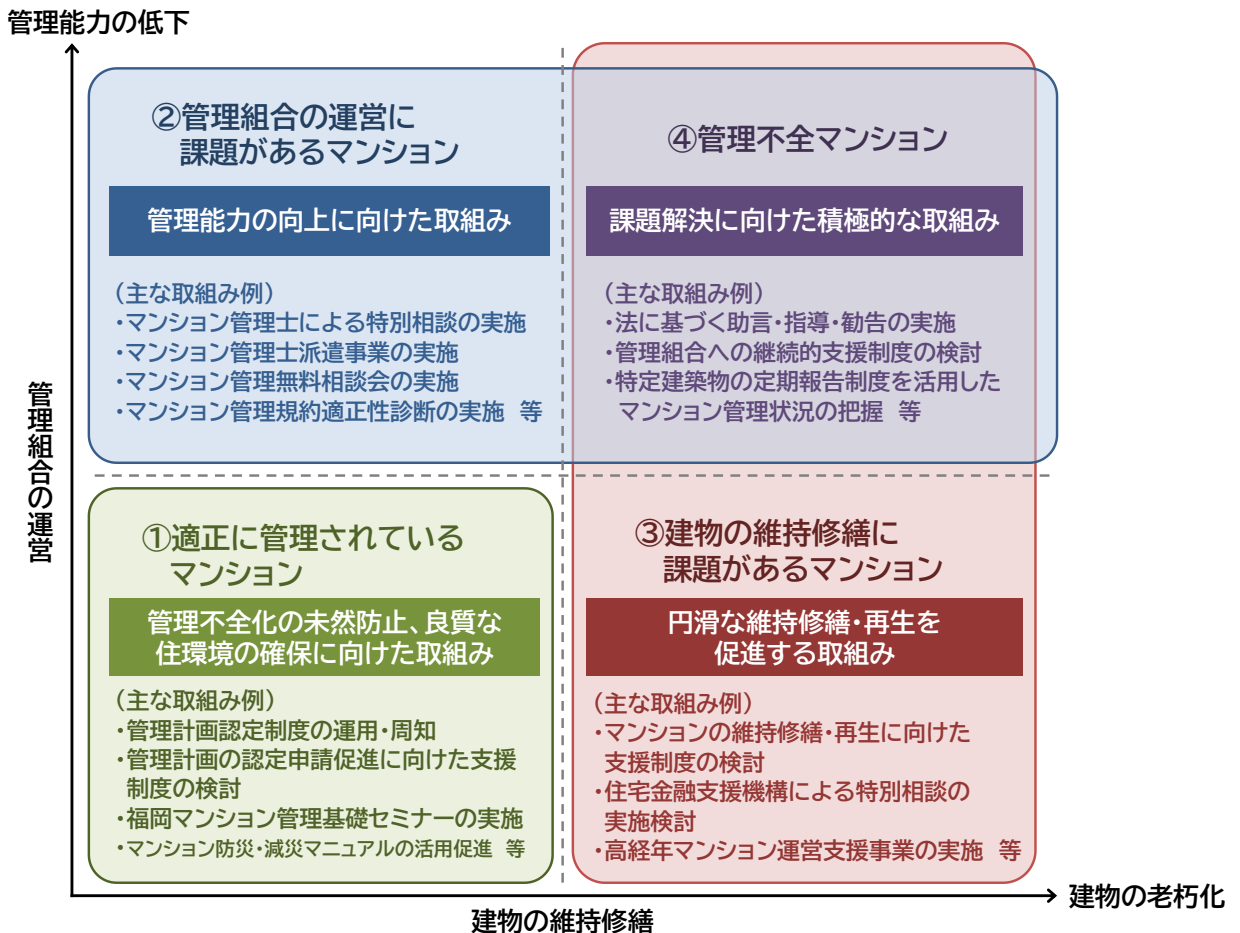 管理能力の低下
②管理組合の運営に
課題があるマンション
管理能力の向上に向けた取組み
（主な取組み例）
・マンション管理士による特別相談の実施
・マンション管理士派遣事業の実施
・マンション管理無料相談会の実施
・マンション管理規約適正性診断の実施　等
④管理不全マンション
課題解決に向けた積極的な取組み
（主な取組み例）
・法に基づく助言・指導・勧告の実施
・管理組合への継続的支援制度の検討
・特定建築物の定期報告制度を活用した
マンション管理状況の把握　等
管理組合の運営
①適正に管理されている
マンション
管理不全化の未然防止、良質な
住環境の確保に向けた取組み
（主な取組み例）
・管理計画認定制度の運用・周知
・管理計画の認定申請促進に向けた支援
制度の検討
・福岡マンション管理基礎セミナーの実施
・マンション防災・減災マニュアルの活用促進　等
③建物の維持修繕に
課題があるマンション
円滑な維持修繕・再生を
促進する取組み
（主な取組み例）
・マンションの維持修繕・再生に向けた
支援制度の検討
・住宅金融支援機構による特別相談の
実施検討
・高経年マンション運営支援事業の実施　等
建物の老朽化
建物の維持修繕